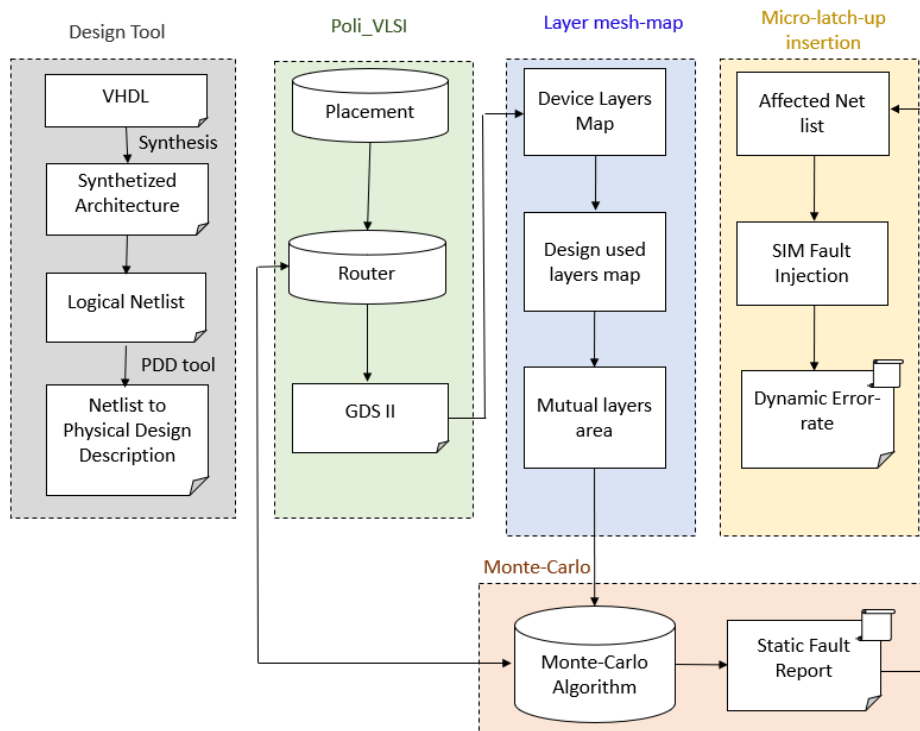 Design Tool
VHDL
Synthesis
Synthetized
Architecture
Logical Netlist
PDD tool
Netlist to
Physical Design
Description
Poli_VLSI
Placement
Router
GDS II
Layer mesh-map
Device Layers
Map
Design used
layers map
Mutual layers
area
Micro-latch-up
insertion
Affected Net
list
SIM Fault
Injection
Dynamic Error-
rate
Monte-Carlo
Monte-Carlo
Algorithm
Static Fault
Report